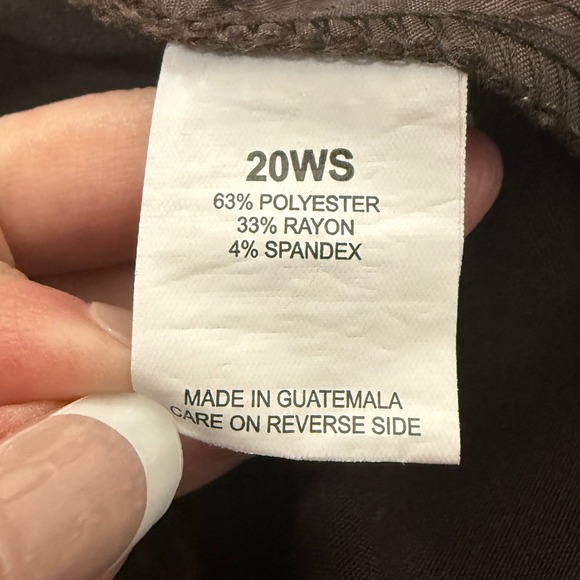 20WS
63% POLYESTER
33% RAYON
4% SPANDEX
MADE IN GUATEMALA
CARE ON REVERSE SIDE